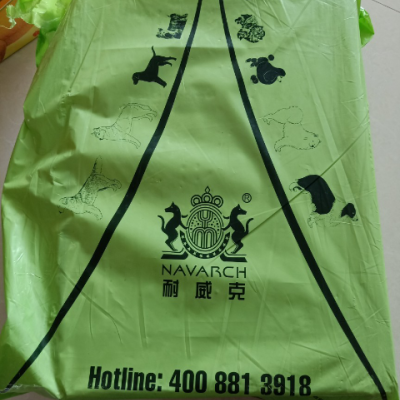 ®
NAVARCH
耐威克
Hotline: 400 881 3918